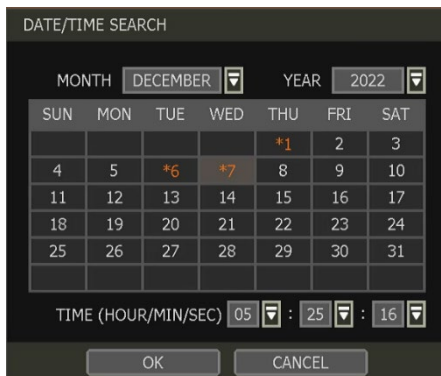 DATE/TIME SEARCH
MONTH DECEMBER YEAR 2022
SUN MON TUE WED THU FRI SAT
*1 2 3
4 5 *6 *7 8 9 10
11 12 13 14 15 16 17
18 19 20 21 22 23 24
25 26 27 28 29 30 31
TIME (HOUR/MIN/SEC) 05 : 25 : 16
OK CANCEL